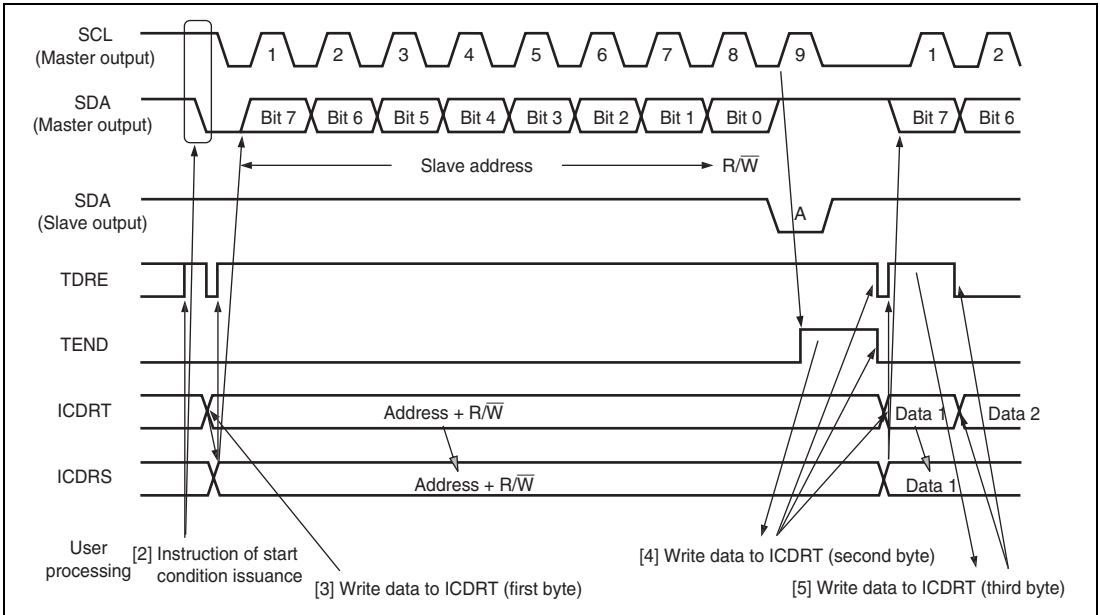 SCL
(Master output)
1 2 3 4 5 6 7 8 9 1 2
SDA
(Master output)
Bit 7 Bit 6 Bit 5 Bit 4 Bit 3 Bit 2 Bit 1 Bit 0 Bit 7 Bit 6
Slave address R/W̅
SDA
(Slave output)
A
TDRE
TEND
ICDRT
Address + R/W̅ Data 1 Data 2
ICDRS
Address + R/W̅ Data 1
User
processing
[2] Instruction of start
condition issuance
[3] Write data to ICDRT (first byte)
[4] Write data to ICDRT (second byte)
[5] Write data to ICDRT (third byte)